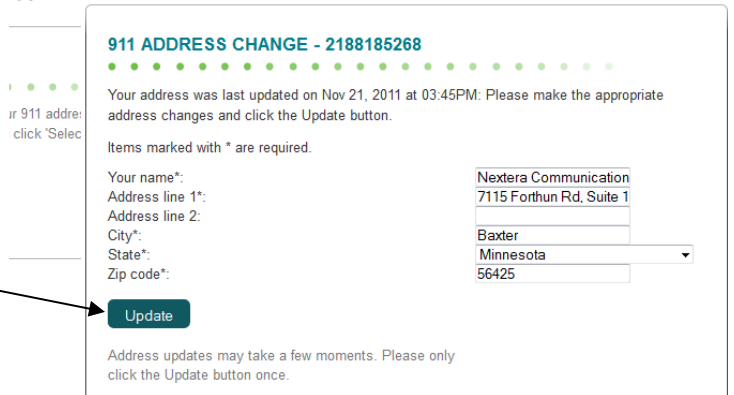 911 ADDRESS CHANGE - 2188185268
Your address was last updated on Nov 21, 2011 at 03:45PM: Please make the appropriate
address changes and click the Update button.
911
click 'Selec
Items marked with * are required.
Your name*: Nextera Communication
Address line 1*: 7115 Forthun Rd, Suite 1
Address line 2:
City*: Baxter
State*: Minnesota
Zip code*: 56425
Update
Address updates may take a few moments. Please only
click the Update button once.